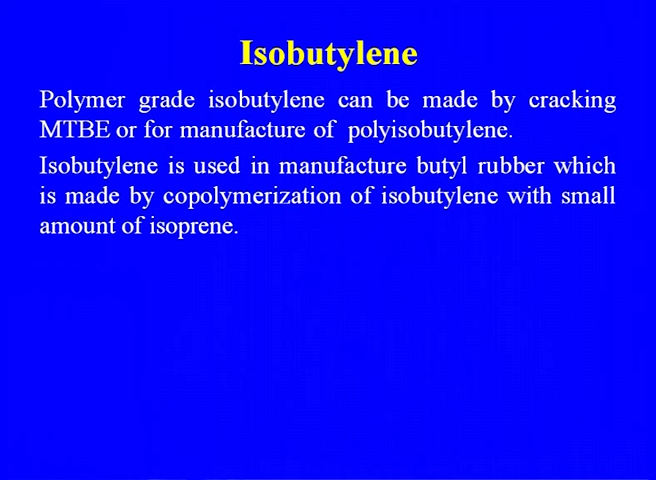 Isobutylene
Polymer grade isobutylene can be made by cracking
MTBE or for manufacture of polyisobutylene.
Isobutylene is used in manufacture butyl rubber which
is made by copolymerization of isobutylene with small
amount of isoprene.